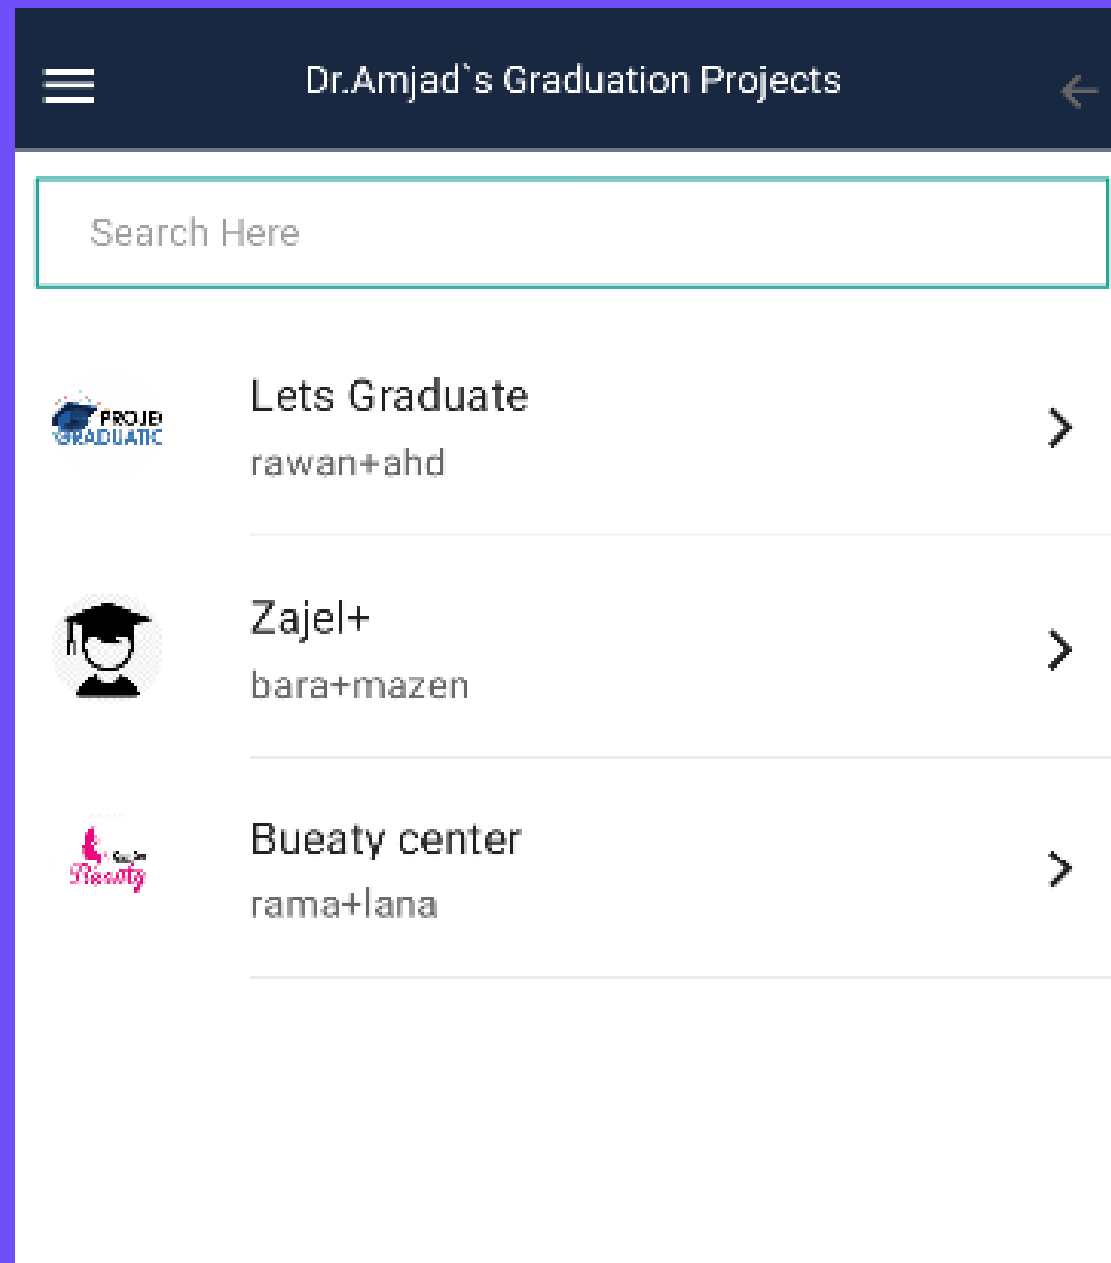 Dr.Amjad`s Graduation Projects
Search Here
Lets Graduate
rawan+ahd
Zajel+
bara+mazen
Bueaty center
rama+lana